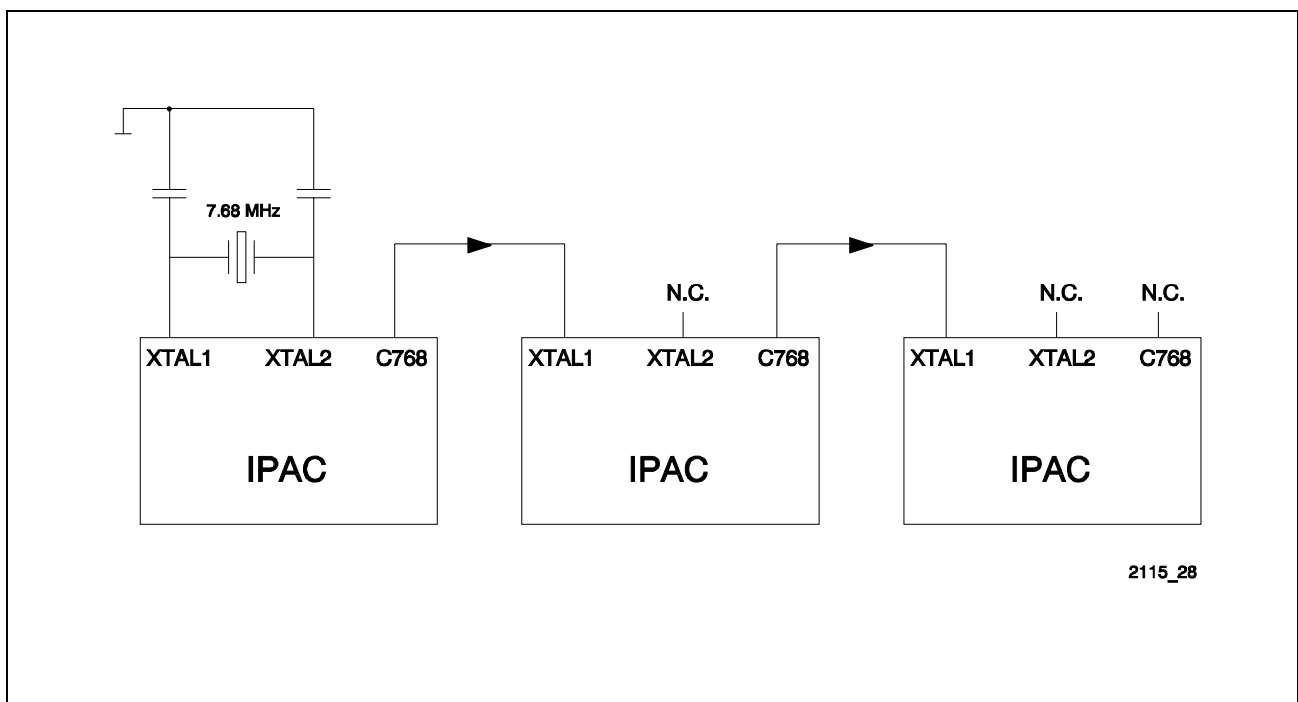 7.68 MHz
N.C.
N.C. N.C.
XTAL1 XTAL2 C768
XTAL1 XTAL2 C768
XTAL1 XTAL2 C768
IPAC
IPAC
IPAC
2115_28